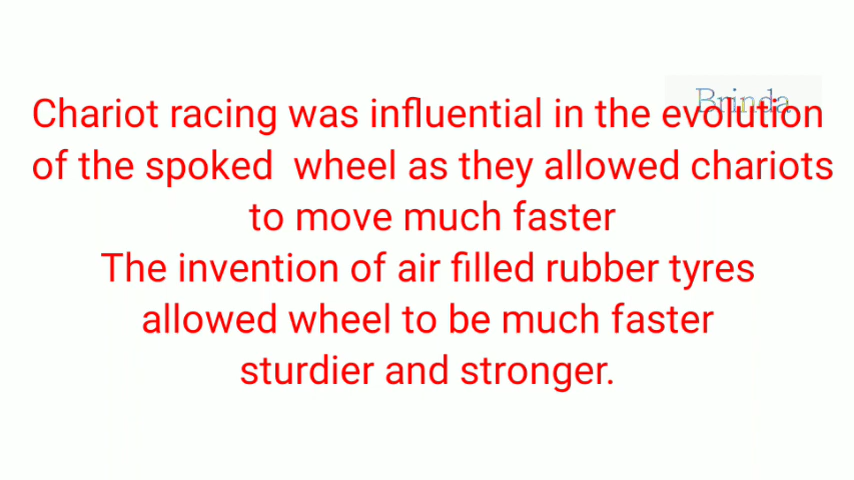 Brinda
Chariot racing was influential in the evolution
of the spoked wheel as they allowed chariots
to move much faster
The invention of air filled rubber tyres
allowed wheel to be much faster
sturdier and stronger.